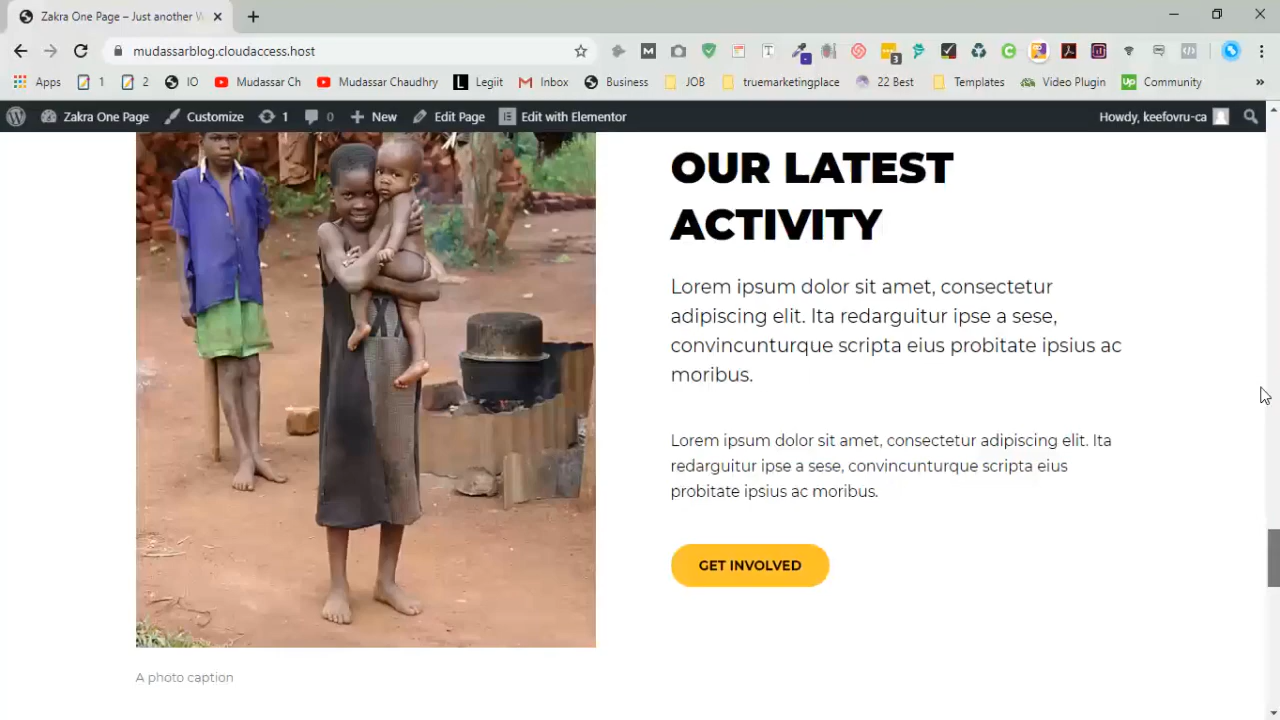 Zakra One Page – Just another W
mudassarblog.cloudaccess.host
Apps 1 2 IO Mudassar Ch Mudassar Chaudhry Legiit Inbox Business JOB truemarketingplace 22 Best Templates Video Plugin Community »
Zakra One Page Customize 1 0 New Edit Page Edit with Elementor Howdy, keefovru-ca
OUR LATEST
ACTIVITY
Lorem ipsum dolor sit amet, consectetur
adipiscing elit. Ita redarguitur ipse a sese,
convincunturque scripta eius probitate ipsius ac
moribus.
Lorem ipsum dolor sit amet, consectetur adipiscing elit. Ita
redarguitur ipse a sese, convincunturque scripta eius
probitate ipsius ac moribus.
GET INVOLVED
A photo caption